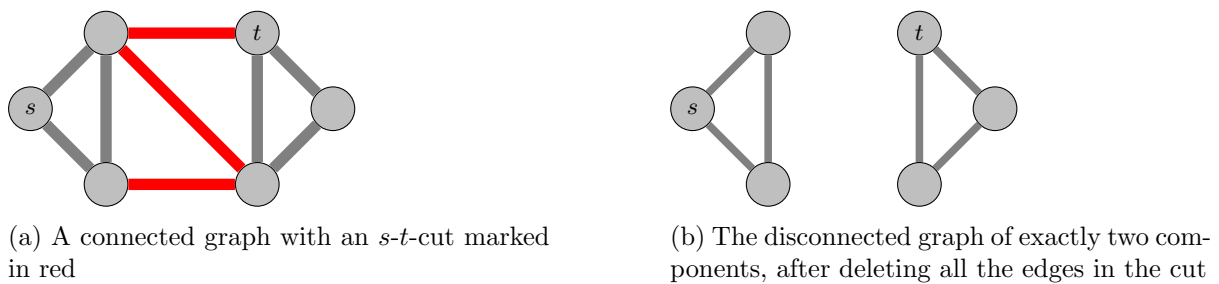 t
s
t
s
(a) A connected graph with an s-t-cut marked
in red
(b) The disconnected graph of exactly two com-
ponents, after deleting all the edges in the cut